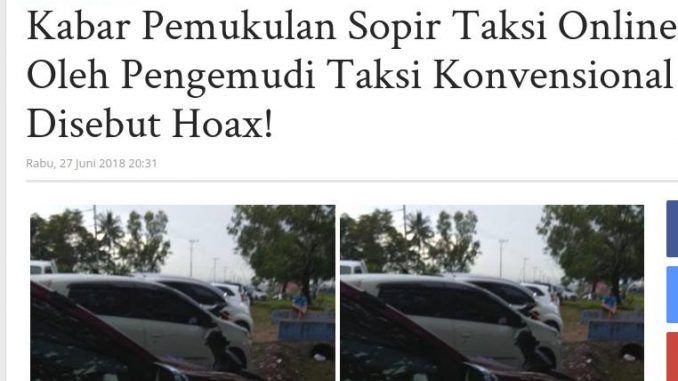 Kabar Pemukulan Sopir Taksi Online
Oleh Pengemudi Taksi Konvensional
Disebut Hoax!
Rabu, 27 Juni 2018 20:31